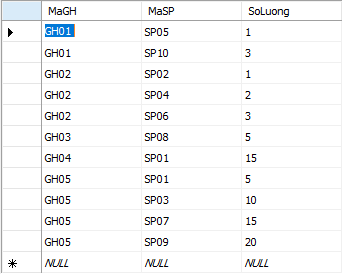 MaGH MaSP SoLuong
GH01 SP05 1
GH01 SP10 3
GH02 SP02 1
GH02 SP04 2
GH02 SP06 3
GH03 SP08 5
GH04 SP01 15
GH05 SP01 5
GH05 SP03 10
GH05 SP07 15
GH05 SP09 20
NULL NULL NULL